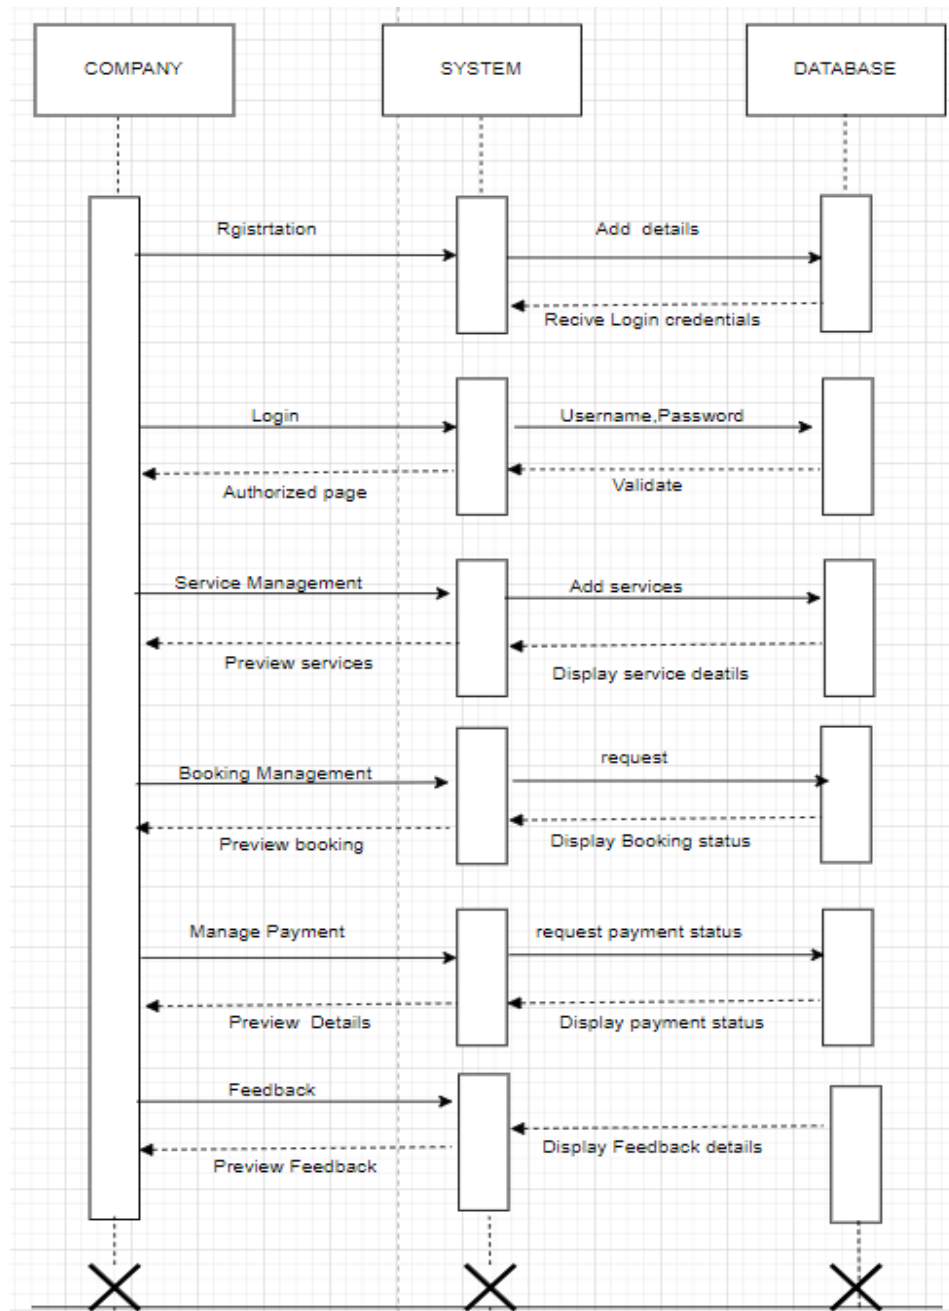 COMPANY
SYSTEM
DATABASE
Rgistrtation
Add  details
Recive Login credentials
Login
Username,Password
Authorized page
Validate
Service Management
Add services
Preview services
Display service deatils
Booking Management
request
Preview booking
Display Booking status
Manage Payment
request payment status
Preview  Details
Display payment status
Feedback
Display Feedback details
Preview Feedback